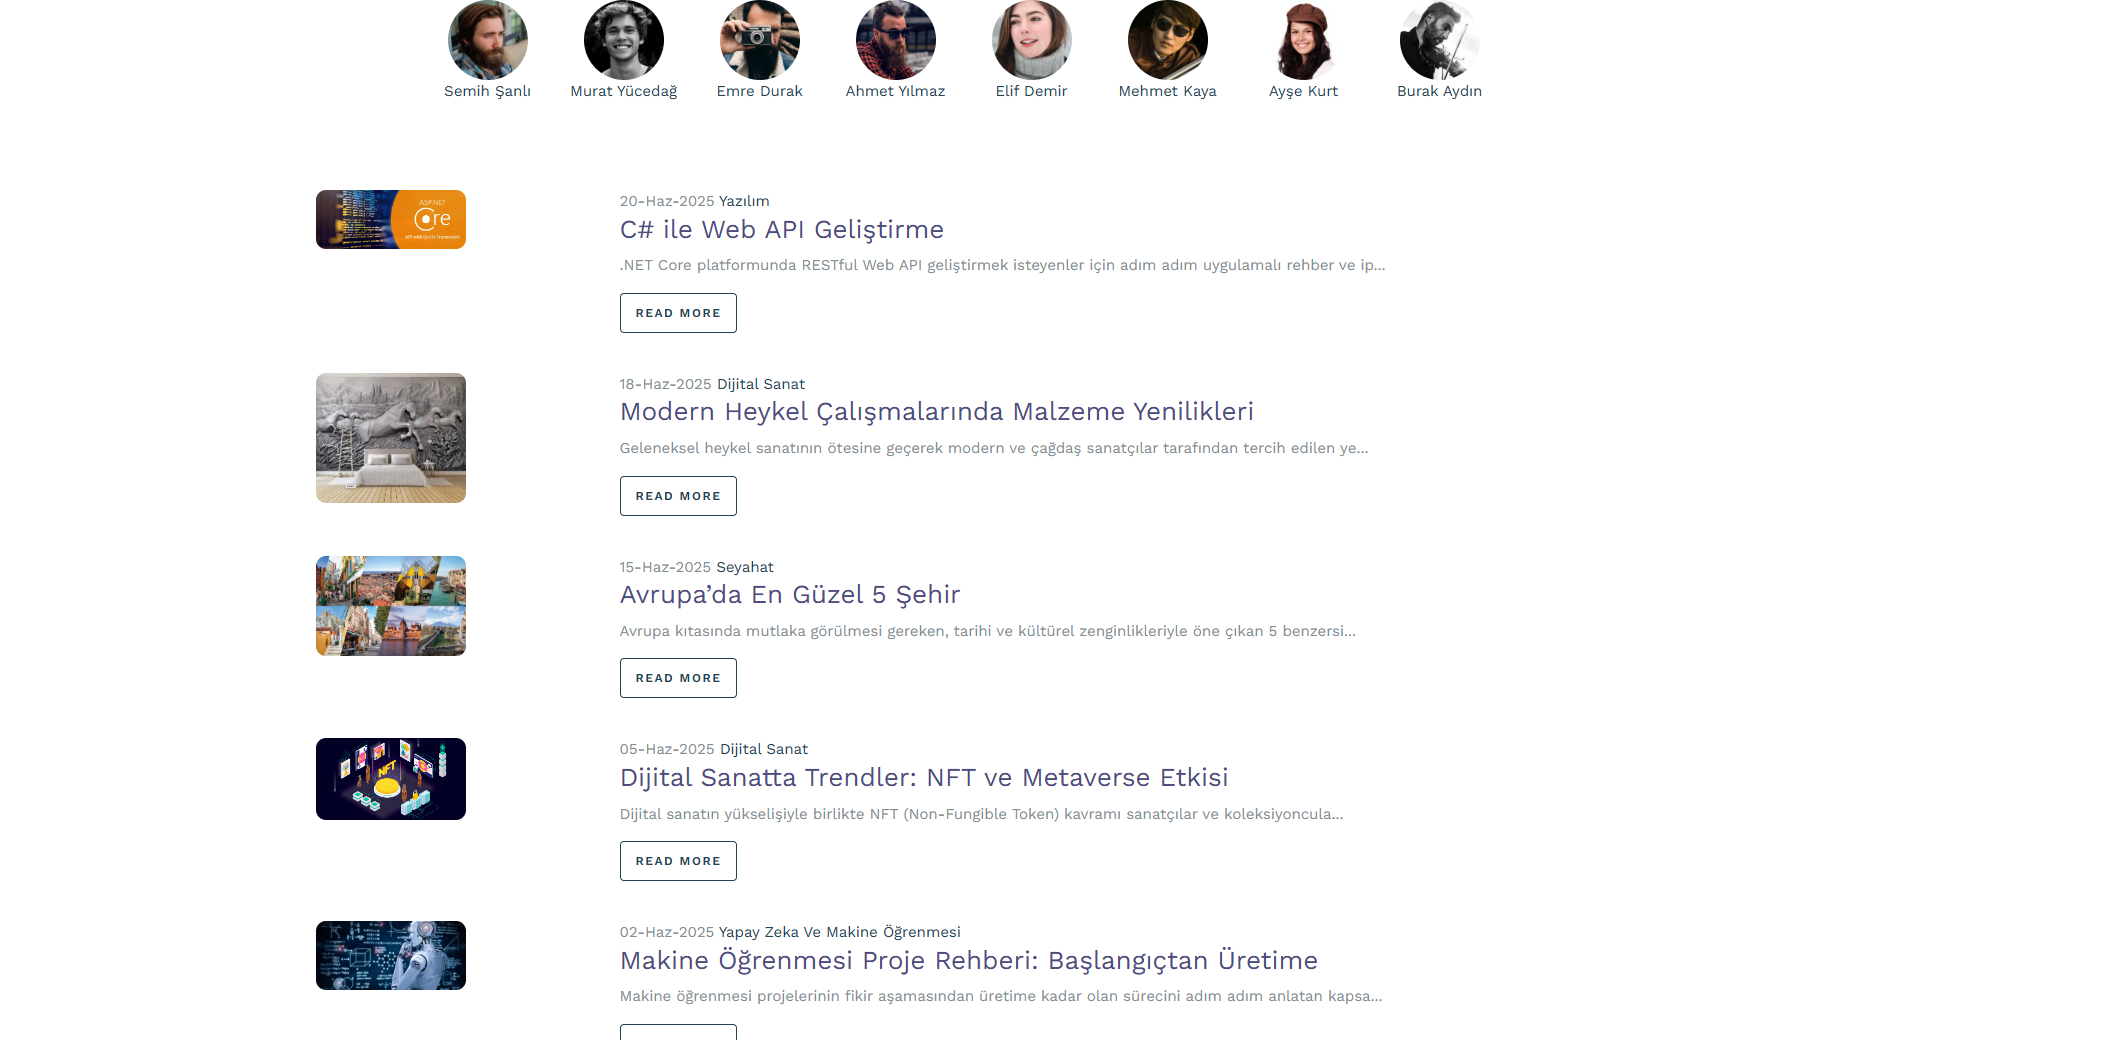 Semih Şanlı Murat Yücedağ Emre Durak Ahmet Yılmaz Elif Demir Mehmet Kaya Ayşe Kurt Burak Aydın
ASP.NET
Core
20-Haz-2025 Yazılım
C# ile Web API Geliştirme
.NET Core platformunda RESTful Web API geliştirmek isteyenler için adım adım uygulamalı rehber ve ip...
READ MORE
18-Haz-2025 Dijital Sanat
Modern Heykel Çalışmalarında Malzeme Yenilikleri
Geleneksel heykel sanatının ötesine geçerek modern ve çağdaş sanatçılar tarafından tercih edilen ye...
READ MORE
15-Haz-2025 Seyahat
Avrupa’da En Güzel 5 Şehir
Avrupa kıtasında mutlaka görülmesi gereken, tarihi ve kültürel zenginlikleriyle öne çıkan 5 benzersi...
READ MORE
NFT
05-Haz-2025 Dijital Sanat
Dijital Sanatta Trendler: NFT ve Metaverse Etkisi
Dijital sanatın yükselişiyle birlikte NFT (Non-Fungible Token) kavramı sanatçılar ve koleksiyoncula...
READ MORE
02-Haz-2025 Yapay Zeka Ve Makine Öğrenmesi
Makine Öğrenmesi Proje Rehberi: Başlangıçtan Üretime
Makine öğrenmesi projelerinin fikir aşamasından üretime kadar olan sürecini adım adım anlatan kapsa...